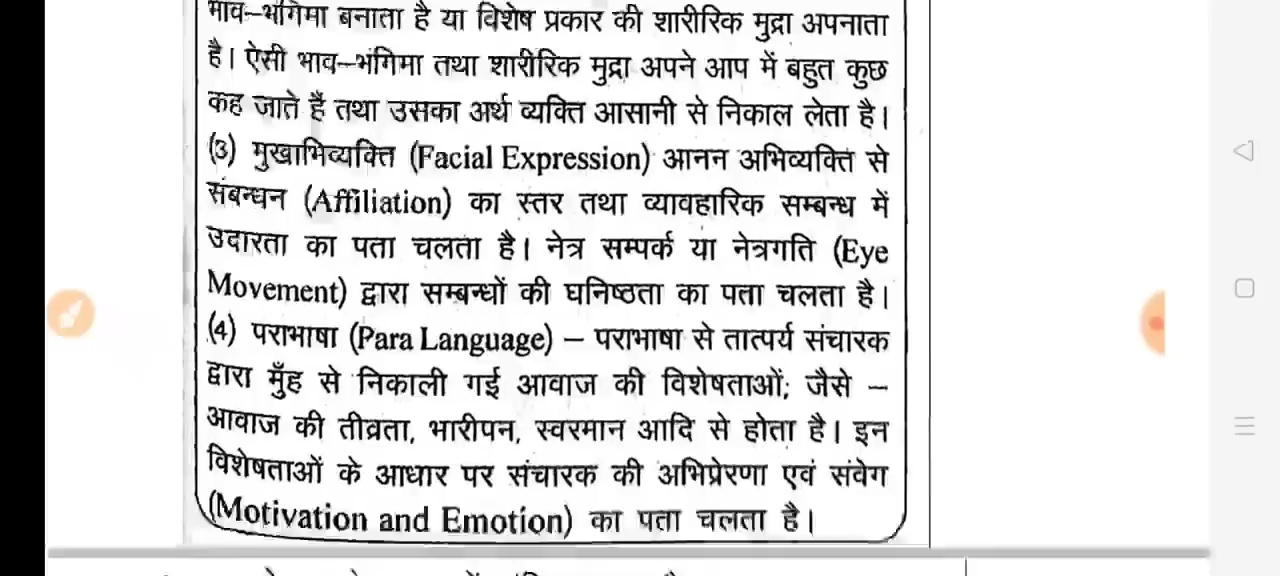 भाव–भंगिमा बनाता है या विशेष प्रकार की शारीरिक मुद्रा अपनाता
है। ऐसी भाव–भंगिमा तथा शारीरिक मुद्रा अपने आप में बहुत कुछ
कह जाते हैं तथा उसका अर्थ व्यक्ति आसानी से निकाल लेता है।
(3) मुखाभिव्यक्ति (Facial Expression) आनन अभिव्यक्ति से
संबन्धन (Affiliation) का स्तर तथा व्यावहारिक सम्बन्ध में
उदारता का पता चलता है। नेत्र सम्पर्क या नेत्रगति (Eye
Movement) द्वारा सम्बन्धों की घनिष्ठता का पता चलता है।
(4) पराभाषा (Para Language) – पराभाषा से तात्पर्य संचारक
द्वारा मुँह से निकाली गई आवाज की विशेषताओं; जैसे –
आवाज की तीव्रता, भारीपन, स्वरमान आदि से होता है। इन
विशेषताओं के आधार पर संचारक की अभिप्रेरणा एवं संवेग
(Motivation and Emotion) का पता चलता है।